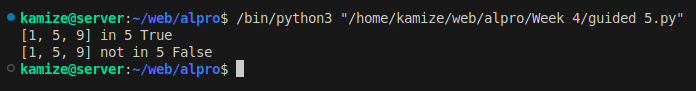 kamize@server:~/web/alpro$ /bin/python3 "/home/kamize/web/alpro/Week 4/guided 5.py"
[1, 5, 9] in 5 True
[1, 5, 9] not in 5 False
kamize@server:~/web/alpro$